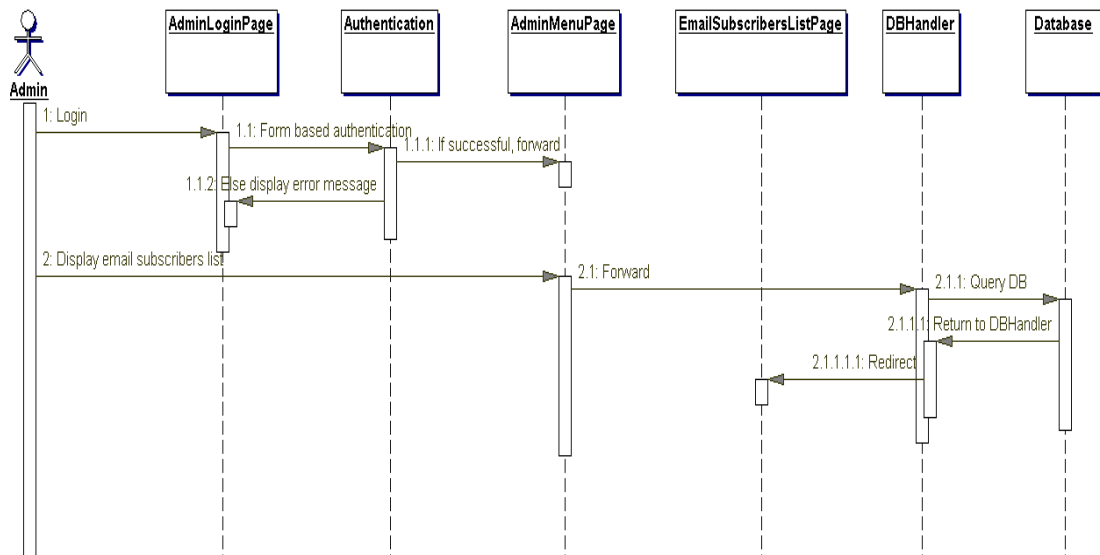 AdminLoginPage
Authentication
AdminMenuPage
EmailSubscribersListPage
DBHandler
Database
Admin
1: Login
1.1: Form based authentication
1.1.1: If successful, forward
1.1.2: Else display error message
2: Display email subscribers list
2.1: Forward
2.1.1: Query DB
2.1.1.1: Return to DBHandler
2.1.1.1.1: Redirect